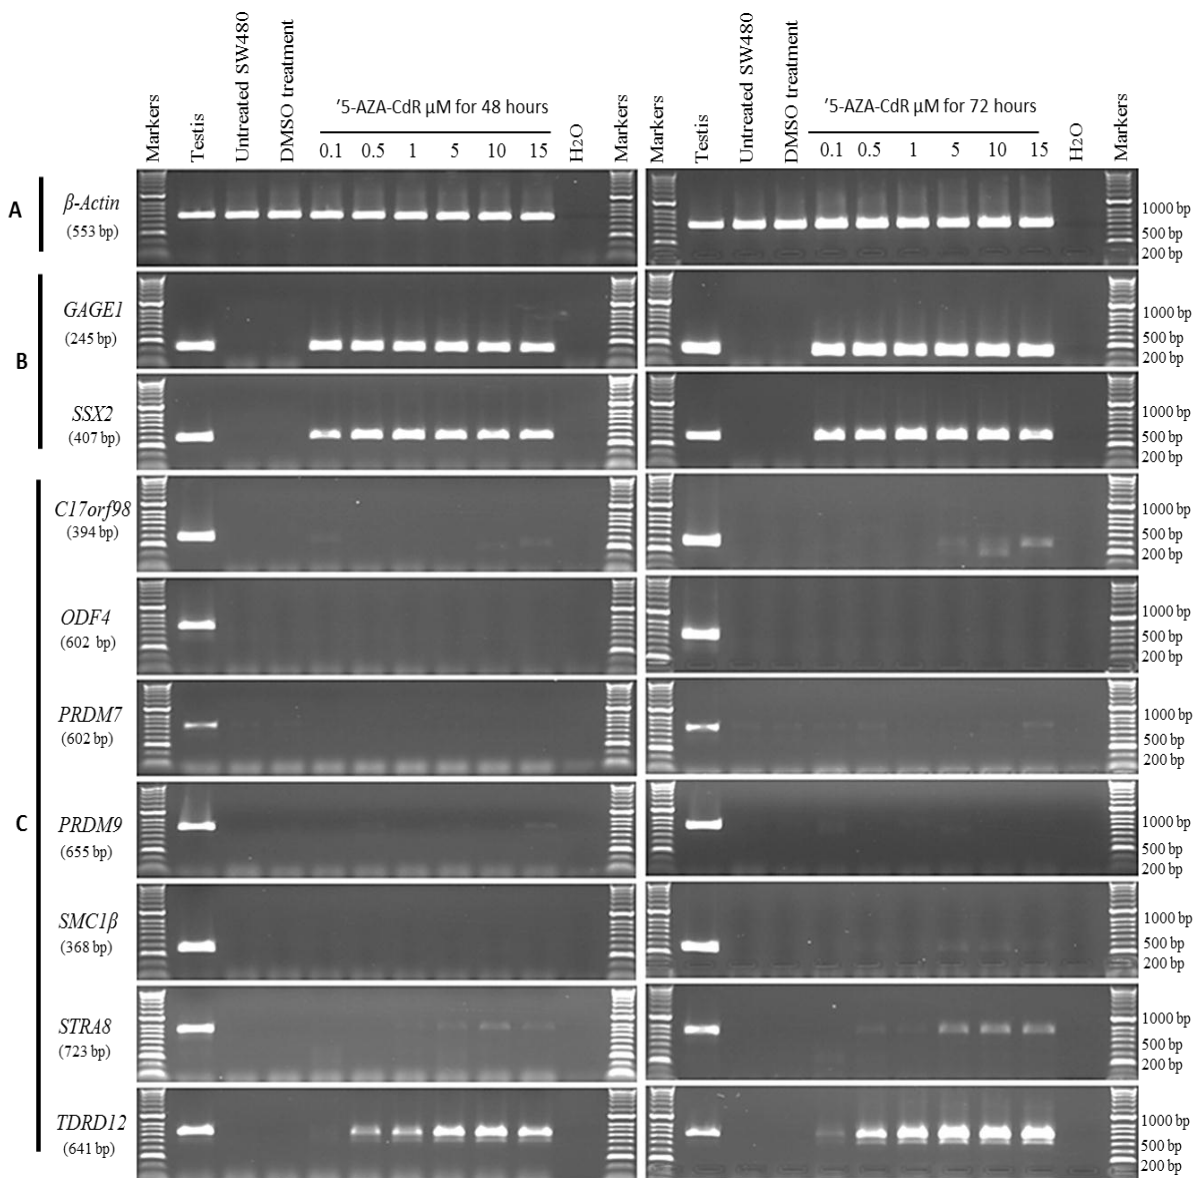 Markers Testis Untreated SW480 DMSO treatment '5-AZA-CdR µM for 48 hours H2O Markers Markers Testis Untreated SW480 DMSO treatment '5-AZA-CdR µM for 72 hours H2O Markers
0.1 0.5 1 5 10 15 0.1 0.5 1 5 10 15
A
β-Actin
(553 bp)
1000 bp
500 bp
200 bp
B
GAGE1
(245 bp)
1000 bp
500 bp
200 bp
SSX2
(407 bp)
1000 bp
500 bp
200 bp
C
C17orf98
(394 bp)
1000 bp
500 bp
200 bp
ODF4
(602 bp)
1000 bp
500 bp
200 bp
PRDM7
(602 bp)
1000 bp
500 bp
200 bp
PRDM9
(655 bp)
1000 bp
500 bp
200 bp
SMC1β
(368 bp)
1000 bp
500 bp
200 bp
STRA8
(723 bp)
1000 bp
500 bp
200 bp
TDRD12
(641 bp)
1000 bp
500 bp
200 bp